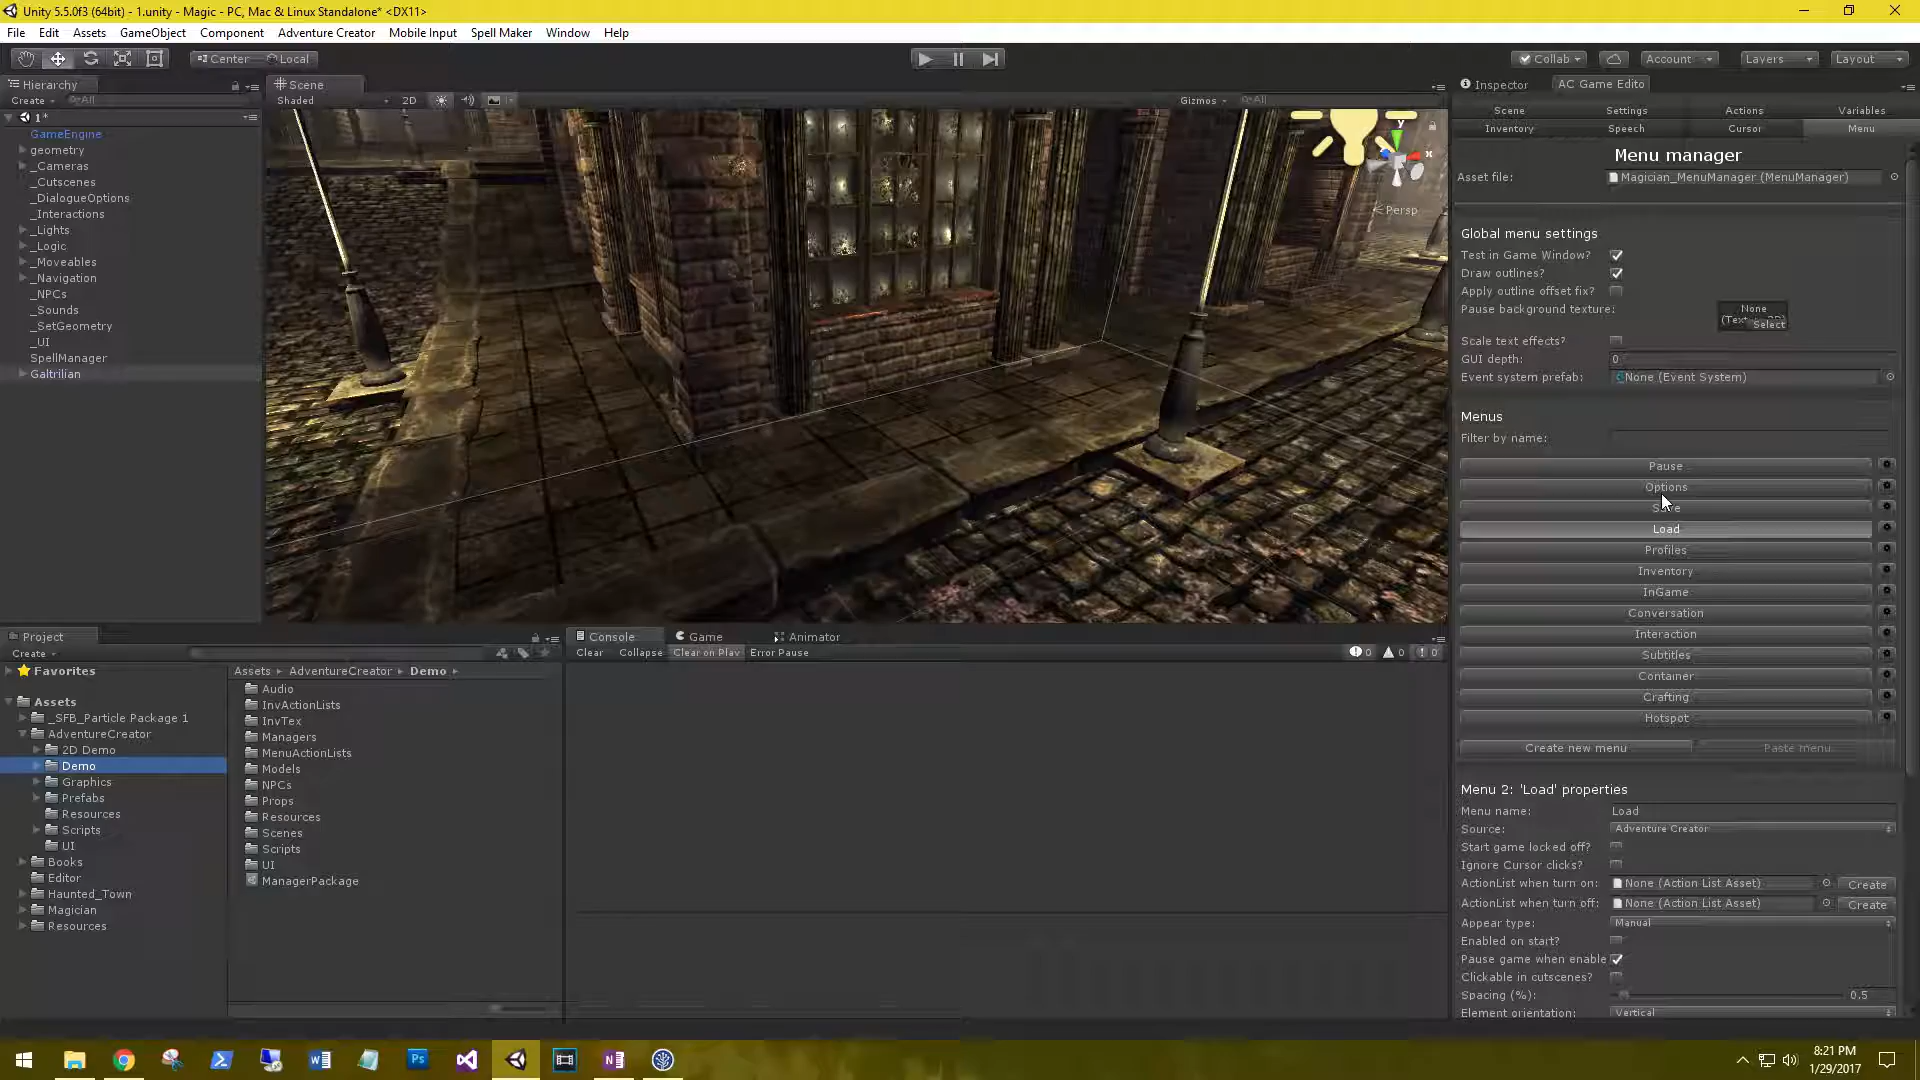 Unity 5.5.0f3 (64bit) - 1.unity - Magic - PC, Mac & Linux Standalone* <DX11>
File Edit Assets GameObject Component Adventure Creator Mobile Input Spell Maker Window Help
Center Local Collab Account Layers Layout
Hierarchy
Create All
1*
GameEngine
geometry
_Cameras
_Cutscenes
_DialogueOptions
_Interactions
_Lights
_Logic
_Moveables
_Navigation
_NPCs
_Sounds
_SetGeometry
_UI
SpellManager
Galtrilian
Scene
Shaded 2D Gizmos All
y
x
Persp
Inspector AC Game Edito
Scene Settings Actions Variables
Inventory Speech Cursor Menu
Menu manager
Asset file: Magician_MenuManager (MenuManager)
Global menu settings
Test in Game Window?
Draw outlines?
Apply outline offset fix?
Pause background texture: None
Select
Scale text effects?
GUI depth: 0
Event system prefab: None (Event System)
Menus
Filter by name:
Pause
Options
Save
Load
Profiles
Inventory
InGame
Conversation
Interaction
Subtitles
Container
Crafting
Hotspot
Create new menu Paste menu
Menu 2: 'Load' properties
Menu name: Load
Source: Adventure Creator
Start game locked off?
Ignore Cursor clicks?
ActionList when turn on: None (Action List Asset) Create
ActionList when turn off: None (Action List Asset) Create
Appear type: Manual
Enabled on start?
Pause game when enable
Clickable in cutscenes?
Spacing (%): 0.5
Element orientation: Vertical
Project
Create
Favorites
Assets
_SFB_Particle Package 1
AdventureCreator
2D Demo
Demo
Graphics
Prefabs
Resources
Scripts
UI
Books
Editor
Haunted_Town
Magician
Resources
Assets AdventureCreator Demo
Audio
InvActionLists
InvTex
Managers
MenuActionLists
Models
NPCs
Props
Resources
Scenes
Scripts
UI
ManagerPackage
Console Game Animator
Clear Collapse Clear on Play Error Pause 0 0 0
8:21 PM
1/29/2017